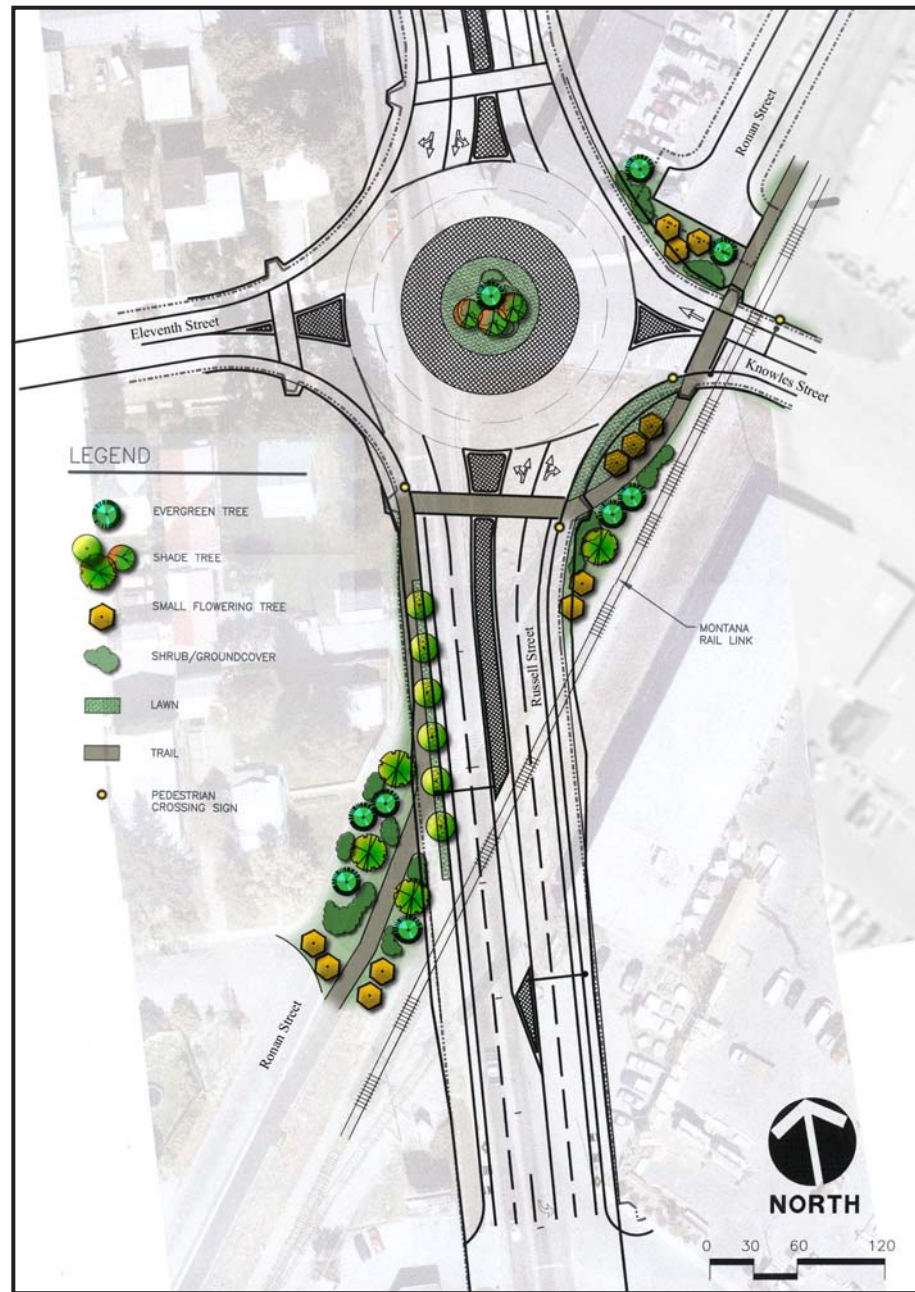 Ronan Street
Eleventh Street
Knowles Street
LEGEND
EVERGREEN TREE
SHADE TREE
SMALL FLOWERING TREE
SHRUB/GROUNDCOVER
LAWN
TRAIL
PEDESTRIAN
CROSSING SIGN
Russell Street
MONTANA
RAIL LINK
Ronan Street
NORTH
0 30 60 120